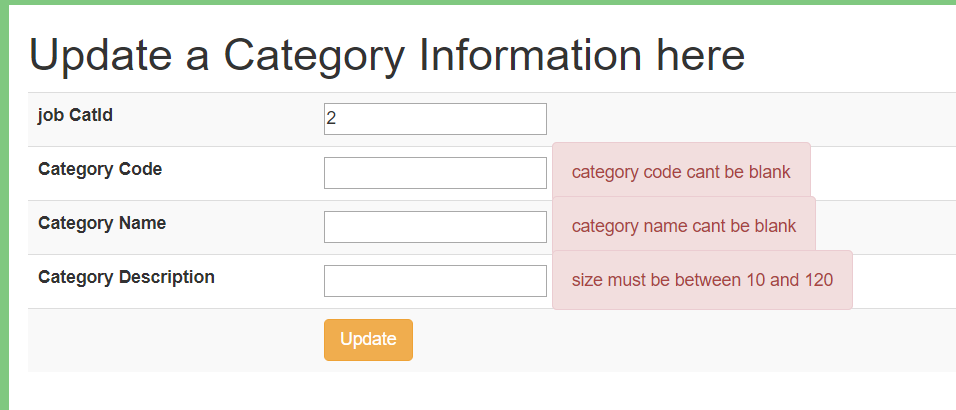 Update a Category Information here
job CatId
2
Category Code
category code cant be blank
Category Name
category name cant be blank
Category Description
size must be between 10 and 120
Update